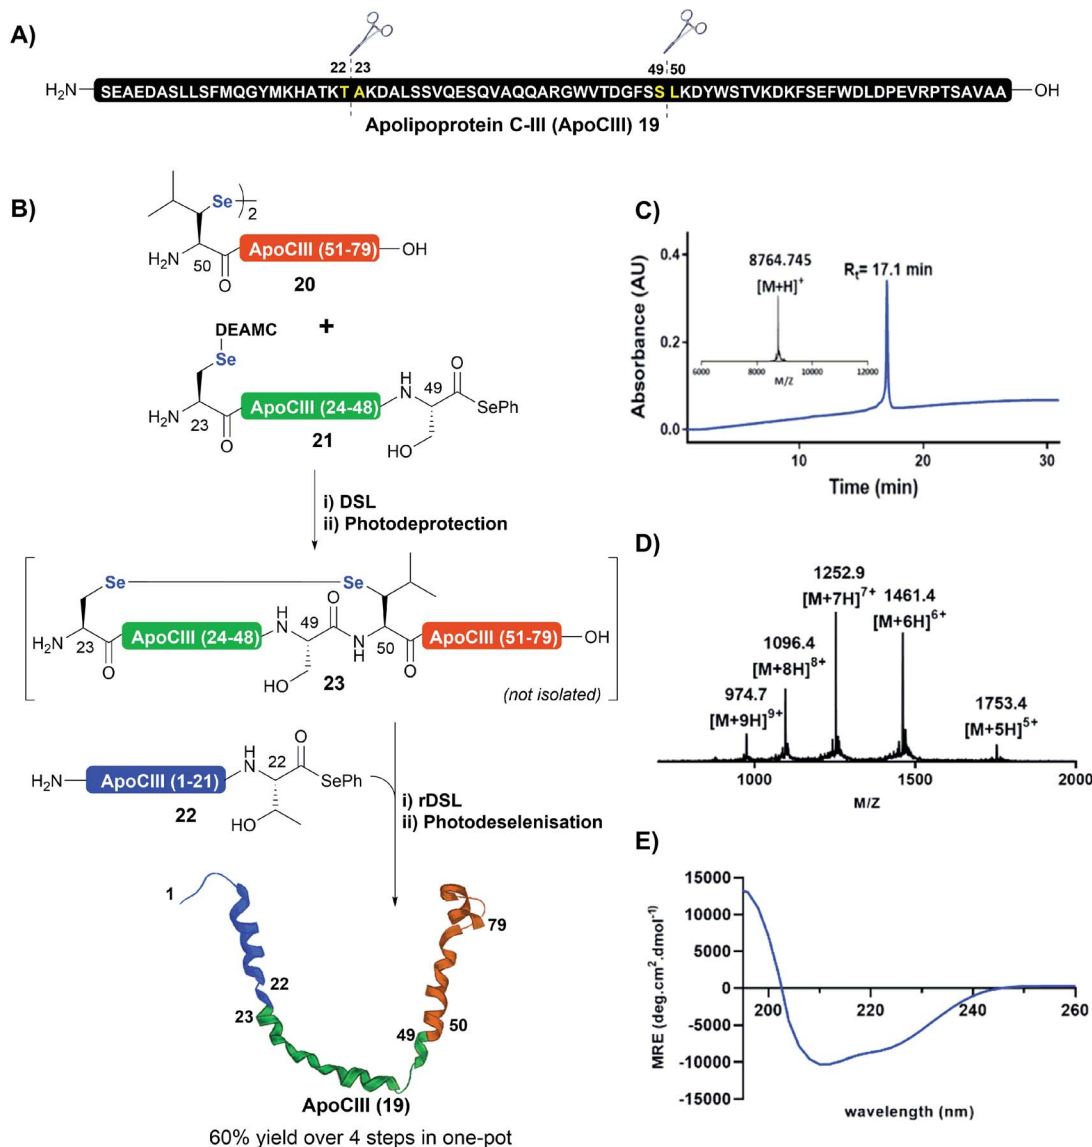 A)
22 23
49 50
H₂N SEAEDASLLSFMQGYMKHATKTAKDALSSVQESQVAQQARGWVTDGFSSLKDYWSTVKDKFSEFWDLDPEVRPTSAVAA OH
Apolipoprotein C-III (ApoCIII) 19
B)
Se )
2
H₂N
50
O
ApoCIII (51-79) OH
20
+
DEAMC
Se
H₂N
23
O
ApoCIII (24-48)
H
N
49
O
SePh
HO
21
i) DSL
ii) Photodeprotection
Se Se
H₂N
23
O
ApoCIII (24-48)
H
N
49
O
HO
N
H
50
O
ApoCIII (51-79) OH
23
(not isolated)
H₂N ApoCIII (1-21)
H
N
22
O
SePh
HO
22
i) rDSL
ii) Photodeselenisation
1
22
23
49
50
79
ApoCIII (19)
60% yield over 4 steps in one-pot
C)
Absorbance (AU)
0.4
0.2
0.0
8764.745
[M+H]⁺
Rt= 17.1 min
6000 8000 10000 12000
M/Z
10 20 30
Time (min)
D)
974.7
[M+9H]⁹⁺
1096.4
[M+8H]⁸⁺
1252.9
[M+7H]⁷⁺
1461.4
[M+6H]⁶⁺
1753.4
[M+5H]⁵⁺
1000 1500 2000
M/Z
E)
MRE (deg.cm².dmol⁻¹)
15000
10000
5000
0
-5000
-10000
-15000
200 220 240 260
wavelength (nm)